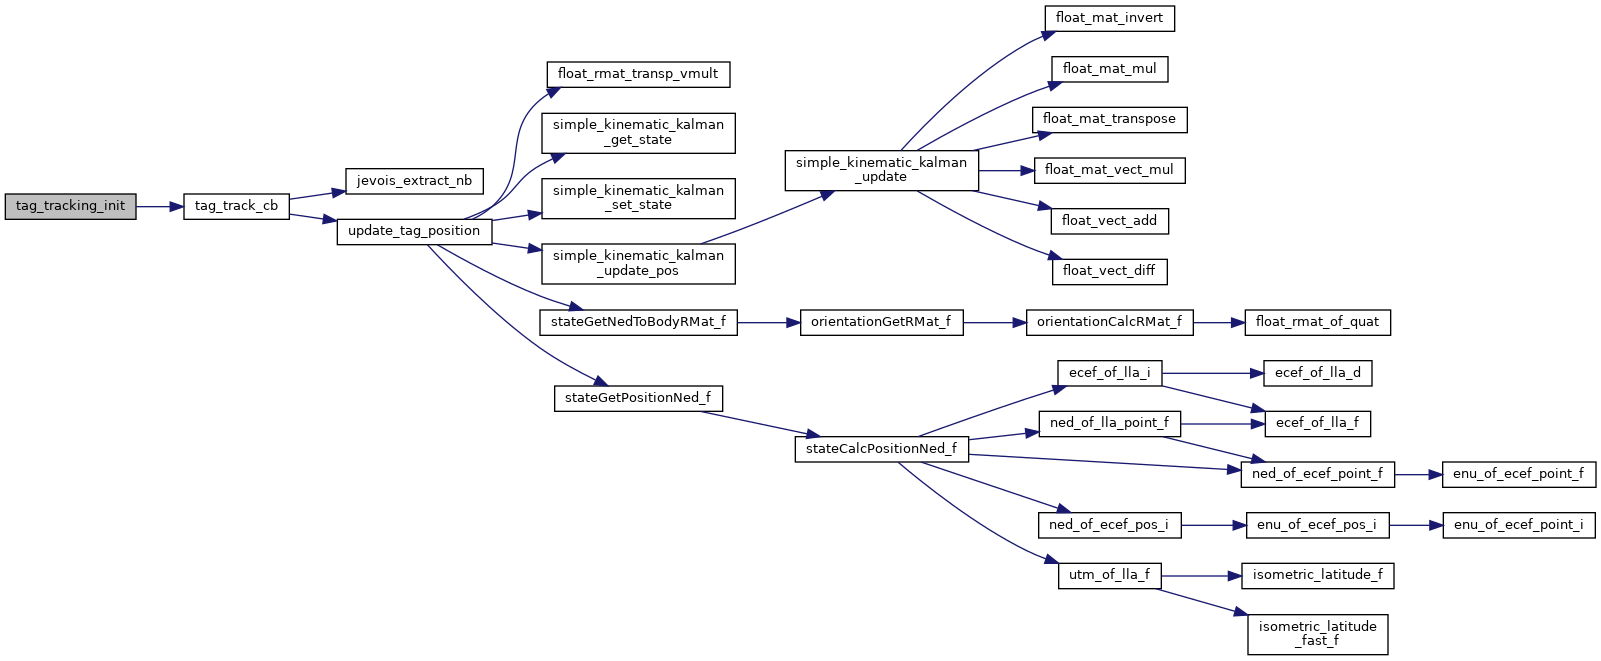 tag_tracking_init
tag_track_cb
jevois_extract_nb
update_tag_position
float_rmat_transp_vmult
simple_kinematic_kalman
_get_state
simple_kinematic_kalman
_set_state
simple_kinematic_kalman
_update_pos
simple_kinematic_kalman
_update
float_mat_invert
float_mat_mul
float_mat_transpose
float_mat_vect_mul
float_vect_add
float_vect_diff
stateGetNedToBodyRMat_f
orientationGetRMat_f
orientationCalcRMat_f
float_rmat_of_quat
stateGetPositionNed_f
stateCalcPositionNed_f
ecef_of_lla_i
ecef_of_lla_d
ecef_of_lla_f
ned_of_lla_point_f
ned_of_ecef_point_f
enu_of_ecef_point_f
ned_of_ecef_pos_i
enu_of_ecef_pos_i
enu_of_ecef_point_i
utm_of_lla_f
isometric_latitude_f
isometric_latitude
_fast_f